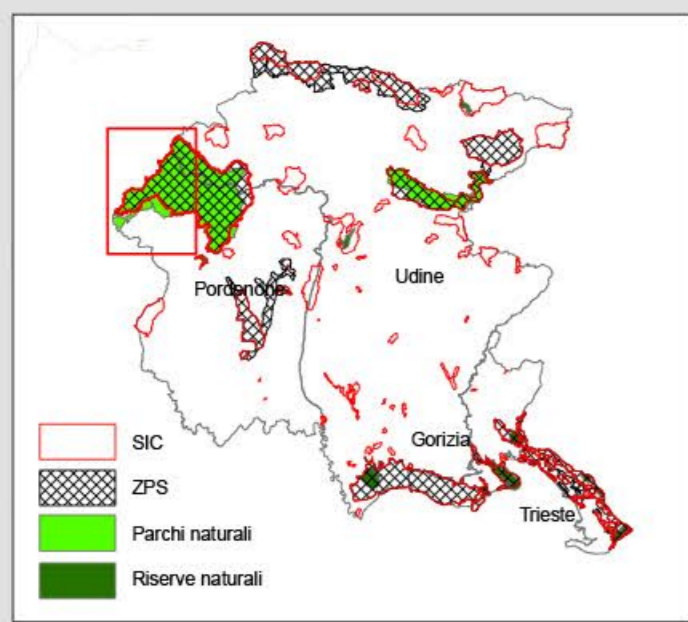 Pordenone
Udine
Gorizia
Trieste
SIC
ZPS
Parchi naturali
Riserve naturali